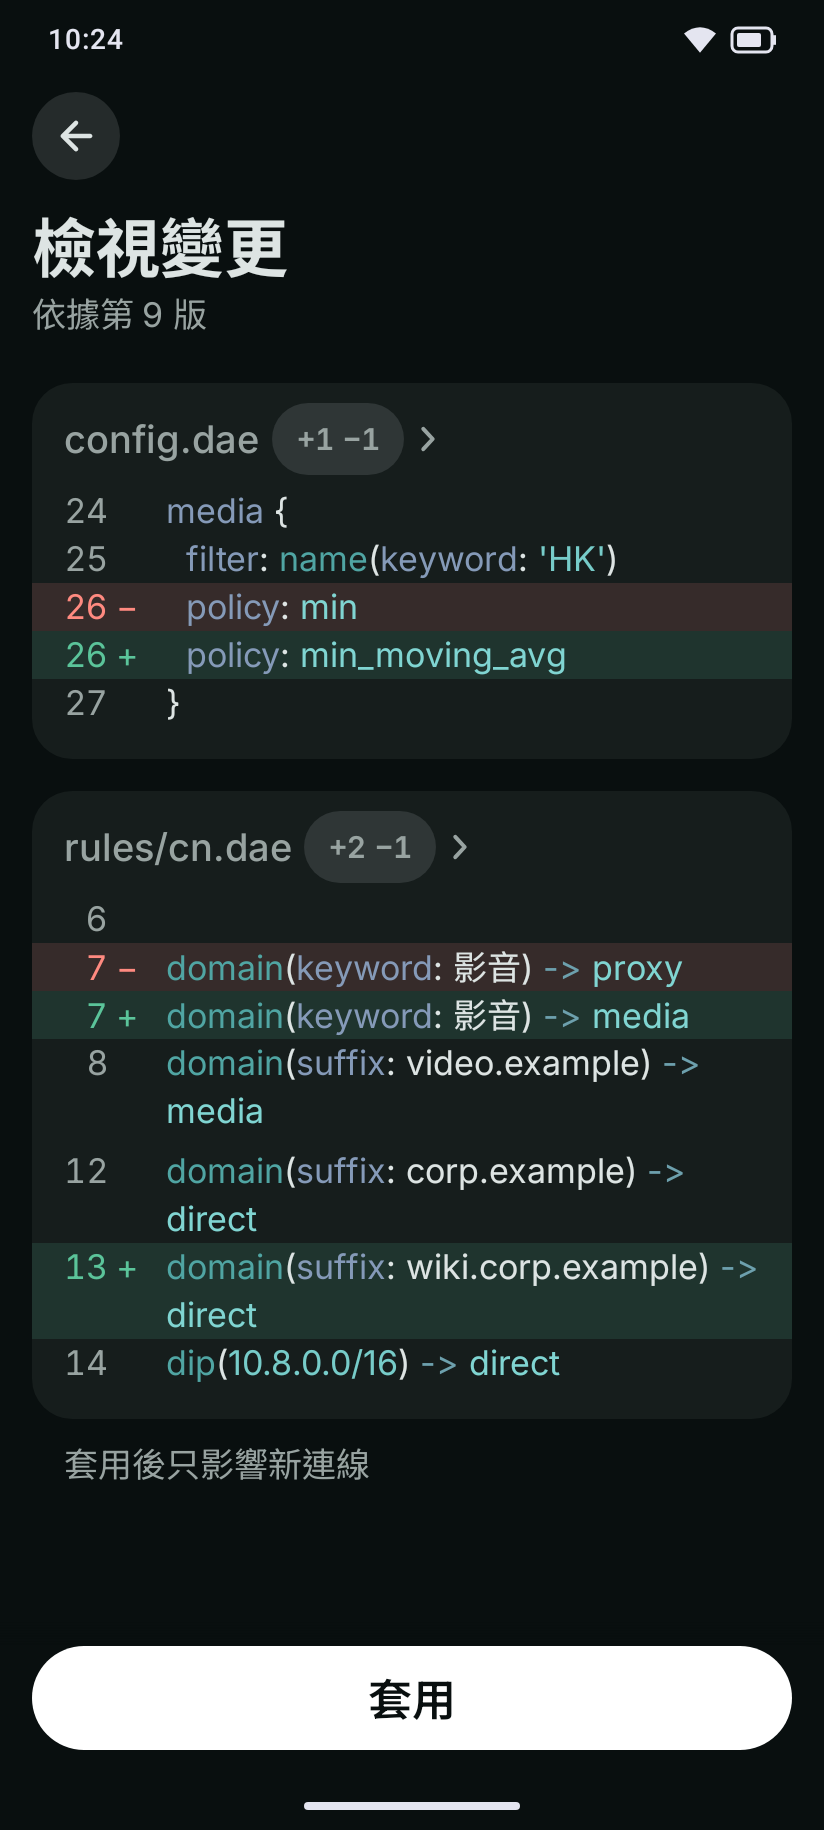 10:24
檢視變更
依據第 9 版
config.dae +1 −1
24 media {
25 filter: name(keyword: 'HK')
26 − policy: min
26 + policy: min_moving_avg
27 }
rules/cn.dae +2 −1
6
7 − domain(keyword: 影音) -> proxy
7 + domain(keyword: 影音) -> media
8 domain(suffix: video.example) ->
media
12 domain(suffix: corp.example) ->
direct
13 + domain(suffix: wiki.corp.example) ->
direct
14 dip(10.8.0.0/16) -> direct
套用後只影響新連線
套用